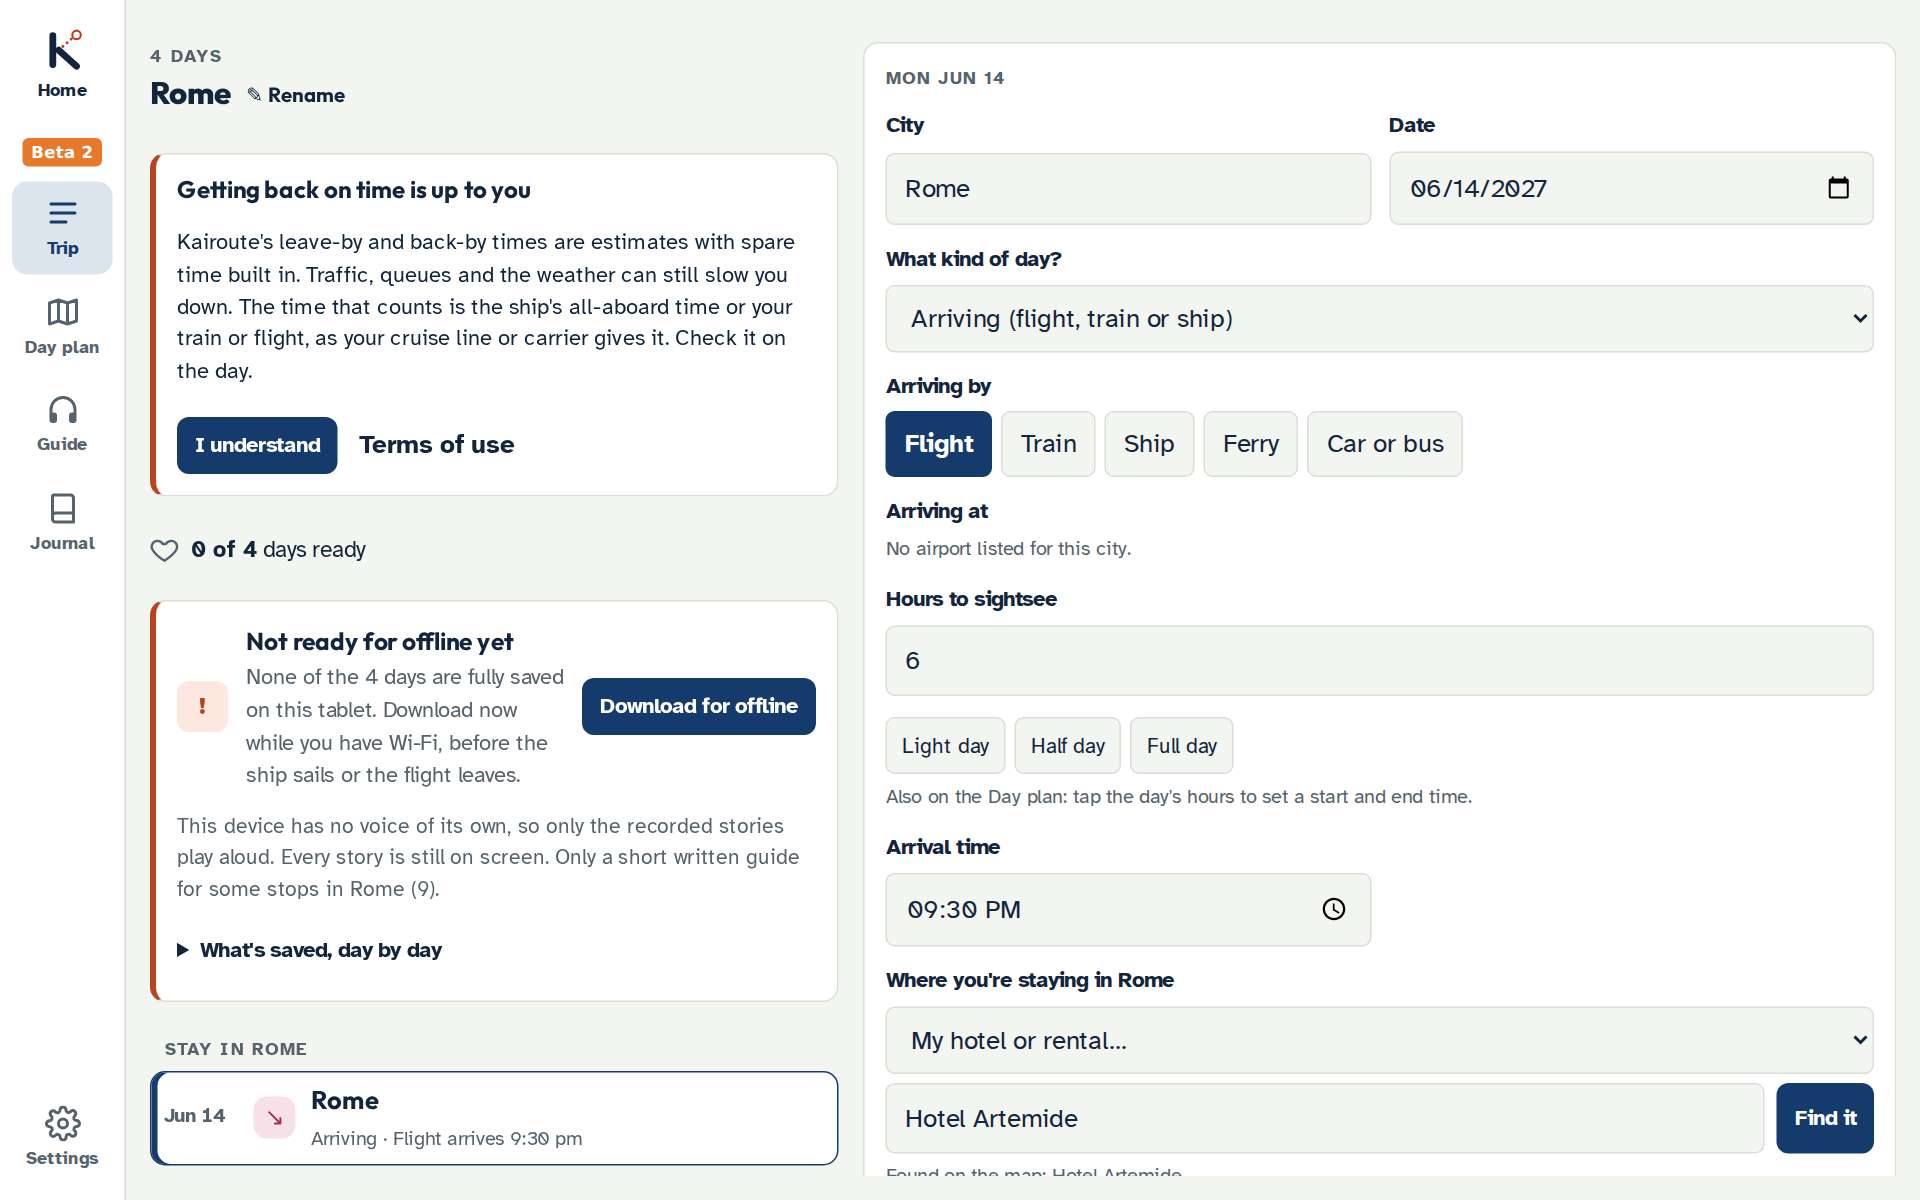 Home
Beta 2
Trip
Day plan
Guide
Journal
Settings
4 DAYS
Rome
✎ Rename
Getting back on time is up to you
Kairoute's leave-by and back-by times are estimates with spare
time built in. Traffic, queues and the weather can still slow you
down. The time that counts is the ship's all-aboard time or your
train or flight, as your cruise line or carrier gives it. Check it on
the day.
I understand
Terms of use
0 of 4 days ready
!
Not ready for offline yet
None of the 4 days are fully saved
on this tablet. Download now
while you have Wi-Fi, before the
ship sails or the flight leaves.
Download for offline
This device has no voice of its own, so only the recorded stories
play aloud. Every story is still on screen. Only a short written guide
for some stops in Rome (9).
What's saved, day by day
STAY IN ROME
Jun 14
Rome
Arriving · Flight arrives 9:30 pm
MON JUN 14
City
Rome
Date
06/14/2027
What kind of day?
Arriving (flight, train or ship)
Arriving by
Flight
Train
Ship
Ferry
Car or bus
Arriving at
No airport listed for this city.
Hours to sightsee
6
Light day
Half day
Full day
Also on the Day plan: tap the day's hours to set a start and end time.
Arrival time
09:30 PM
Where you're staying in Rome
My hotel or rental...
Hotel Artemide
Find it
Found on the map: Hotel Artemide